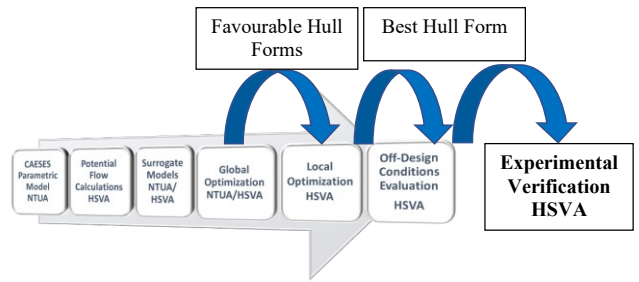 Favourable Hull
Forms
Best Hull Form
CAESES
Parametric
Model
NTUA
Potential
Flow
Calculations
HSVA
Surrogate
Models
NTUA/
HSVA
Global
Optimization
NTUA/HSVA
Local
Optimization
HSVA
Off-Design
Conditions
Evaluation
HSVA
Experimental
Verification
HSVA